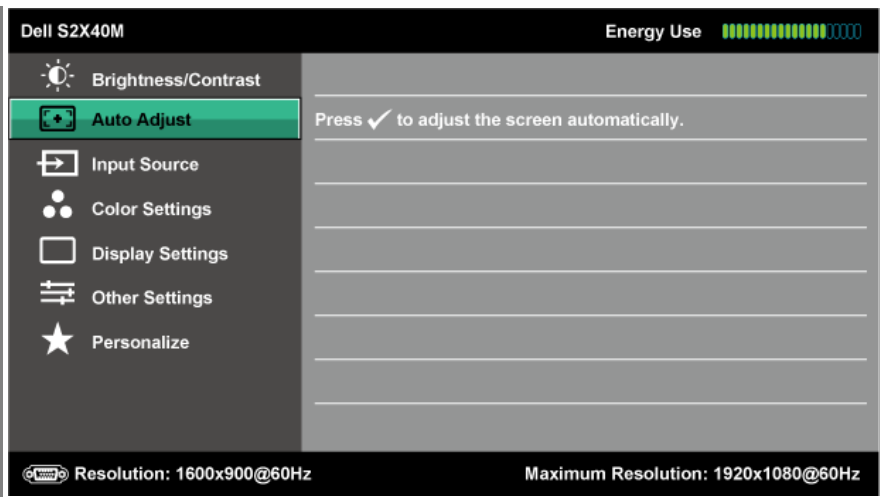 Dell S2X40M Energy Use
Brightness/Contrast
Auto Adjust Press ✓ to adjust the screen automatically.
Input Source
Color Settings
Display Settings
Other Settings
Personalize
Resolution: 1600x900@60Hz Maximum Resolution: 1920x1080@60Hz